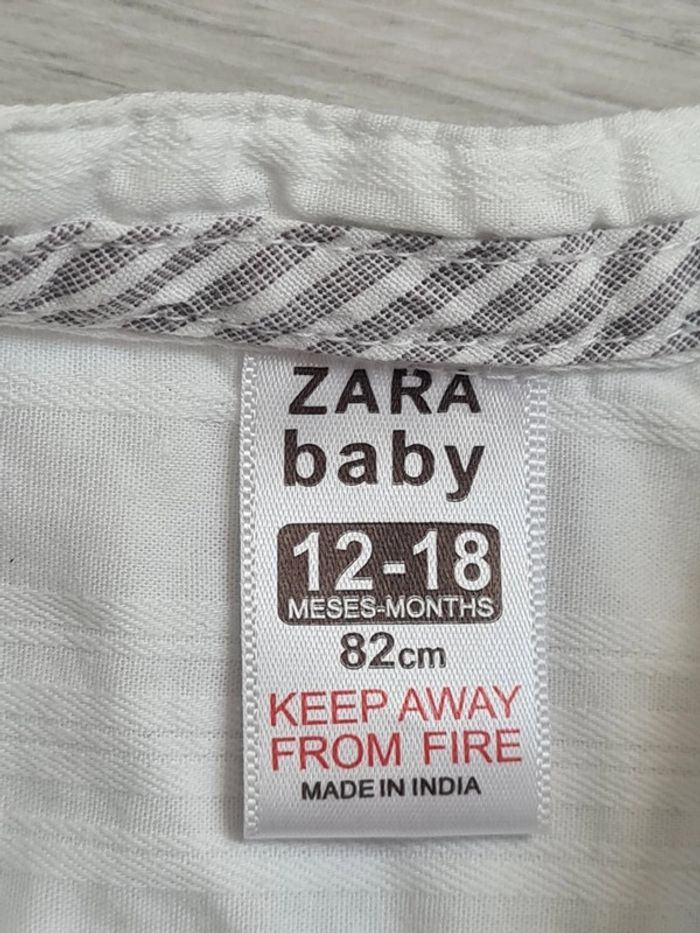 ZARA
baby
12-18
MESES-MONTHS
82cm
KEEP AWAY
FROM FIRE
MADE IN INDIA